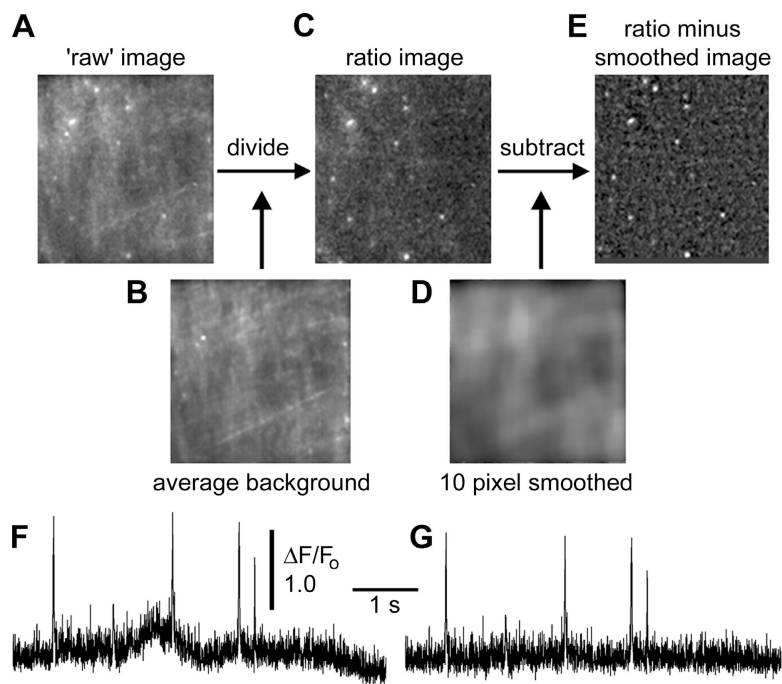 A
'raw' image
divide
C
ratio image
subtract
E
ratio minus
smoothed image
B
average background
D
10 pixel smoothed
F
ΔF/Fo
1.0
1 s
G